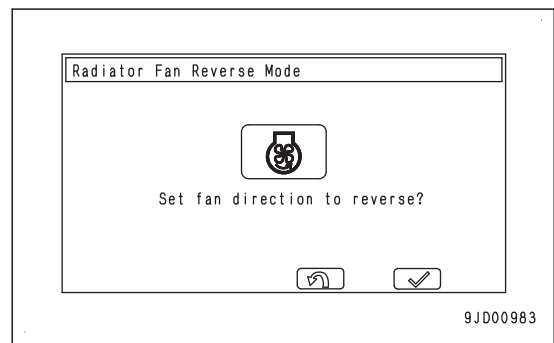 Radiator Fan Reverse Mode
Set fan direction to reverse?
9JD00983